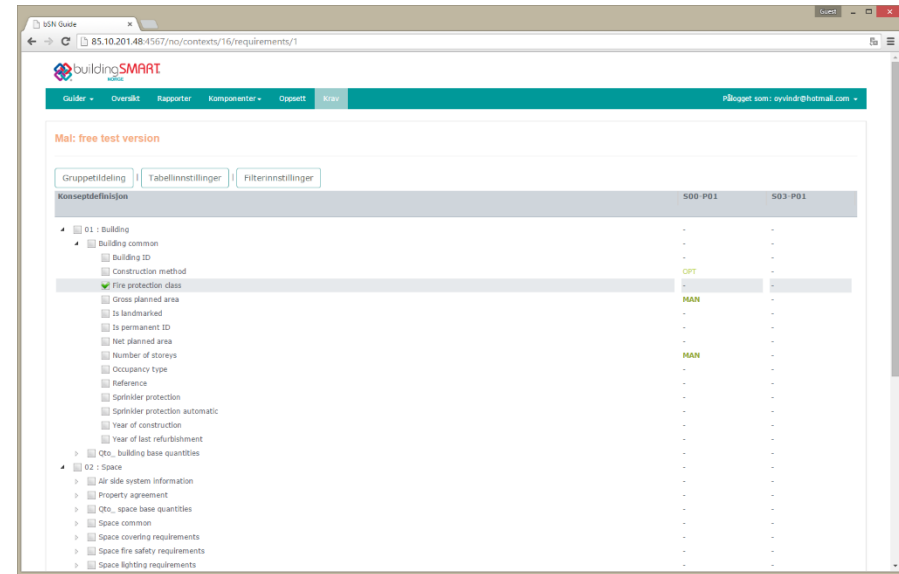 Guest
bSN Guide
85.10.201.48:4567/no/contexts/16/requirements/1
buildingSMART
NORGE
Guider Oversikt Rapporter Komponenter Oppsett Krav Pålogget som: oyvindr@hotmail.com
Mal: free test version
Gruppetildeling | Tabellinnstillinger | Filterinnstillinger
Konseptdefinisjon S00-P01 S03-P01
01 : Building - -
Building common - -
Building ID - -
Construction method OPT -
Fire protection class - -
Gross planned area MAN -
Is landmarked - -
Is permanent ID - -
Net planned area - -
Number of storeys MAN -
Occupancy type - -
Reference - -
Sprinkler protection - -
Sprinkler protection automatic - -
Year of construction - -
Year of last refurbishment - -
Qto_ building base quantities - -
02 : Space - -
Air side system information - -
Property agreement - -
Qto_ space base quantities - -
Space common - -
Space covering requirements - -
Space fire safety requirements - -
Space lighting requirements - -